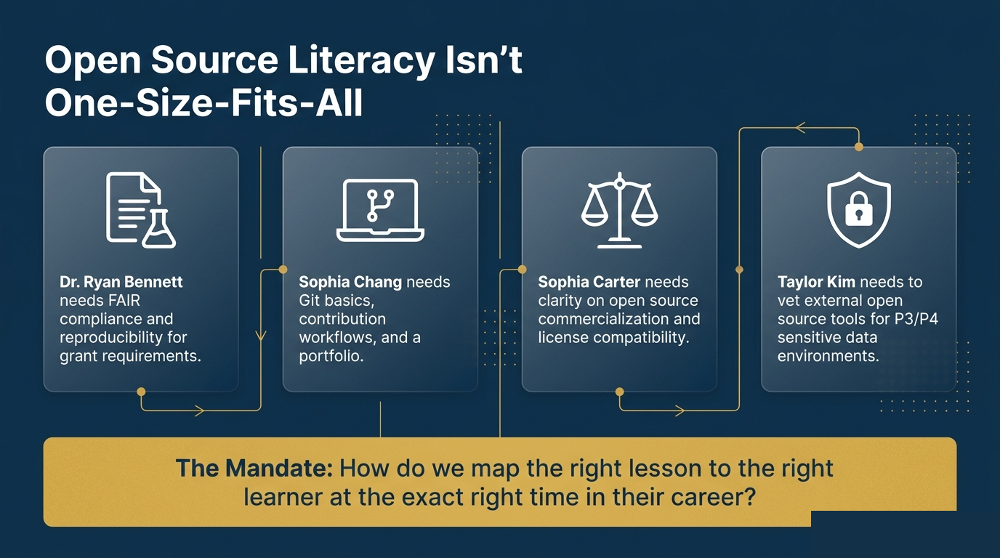 Open Source Literacy Isn’t
One-Size-Fits-All
Dr. Ryan Bennett
needs FAIR
compliance and
reproducibility for
grant requirements.
Sophia Chang needs
Git basics,
contribution
workflows, and a
portfolio.
Sophia Carter needs
clarity on open source
commercialization and
license compatibility.
Taylor Kim needs to
vet external open
source tools for P3/P4
sensitive data
environments.
The Mandate: How do we map the right lesson to the right
learner at the exact right time in their career?